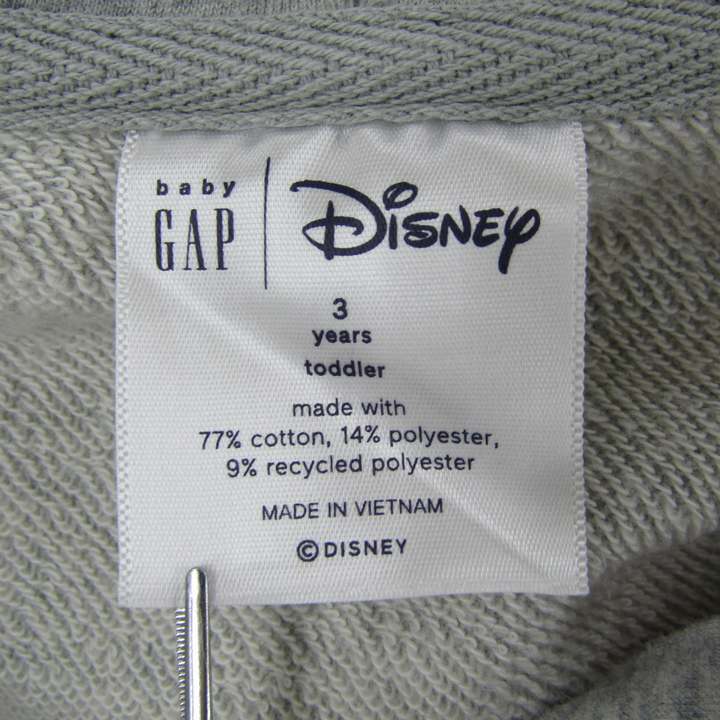 baby
GAP
Disney
3
years
toddler
made with
77% cotton, 14% polyester,
9% recycled polyester
MADE IN VIETNAM
©DISNEY